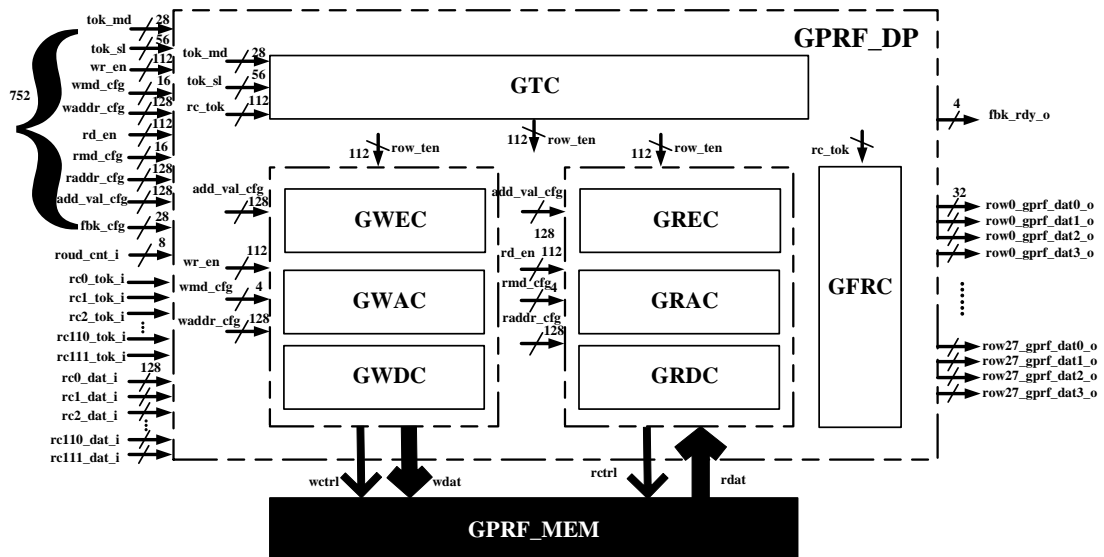 752
tok_md
28
tok_sl
56
wr_en
112
wmd_cfg
16
waddr_cfg
128
rd_en
112
rmd_cfg
16
raddr_cfg
128
add_val_cfg
128
fbk_cfg
28
roud_cnt_i
8
rc0_tok_i
rc1_tok_i
rc2_tok_i
rc110_tok_i
rc111_tok_i
rc0_dat_i
128
rc1_dat_i
rc2_dat_i
rc110_dat_i
rc111_dat_i
GPRF_DP
tok_md
28
tok_sl
56
rc_tok
112
GTC
112
row_ten
112
row_ten
112
row_ten
rc_tok
add_val_cfg
128
wr_en
112
wmd_cfg
4
waddr_cfg
128
GWEC
GWAC
GWDC
add_val_cfg
128
rd_en
112
rmd_cfg
4
raddr_cfg
128
GREC
GRAC
GRDC
GFRC
4
fbk_rdy_o
32
row0_gprf_dat0_o
row0_gprf_dat1_o
row0_gprf_dat2_o
row0_gprf_dat3_o
row27_gprf_dat0_o
row27_gprf_dat1_o
row27_gprf_dat2_o
row27_gprf_dat3_o
wctrl
wdat
rctrl
rdat
GPRF_MEM